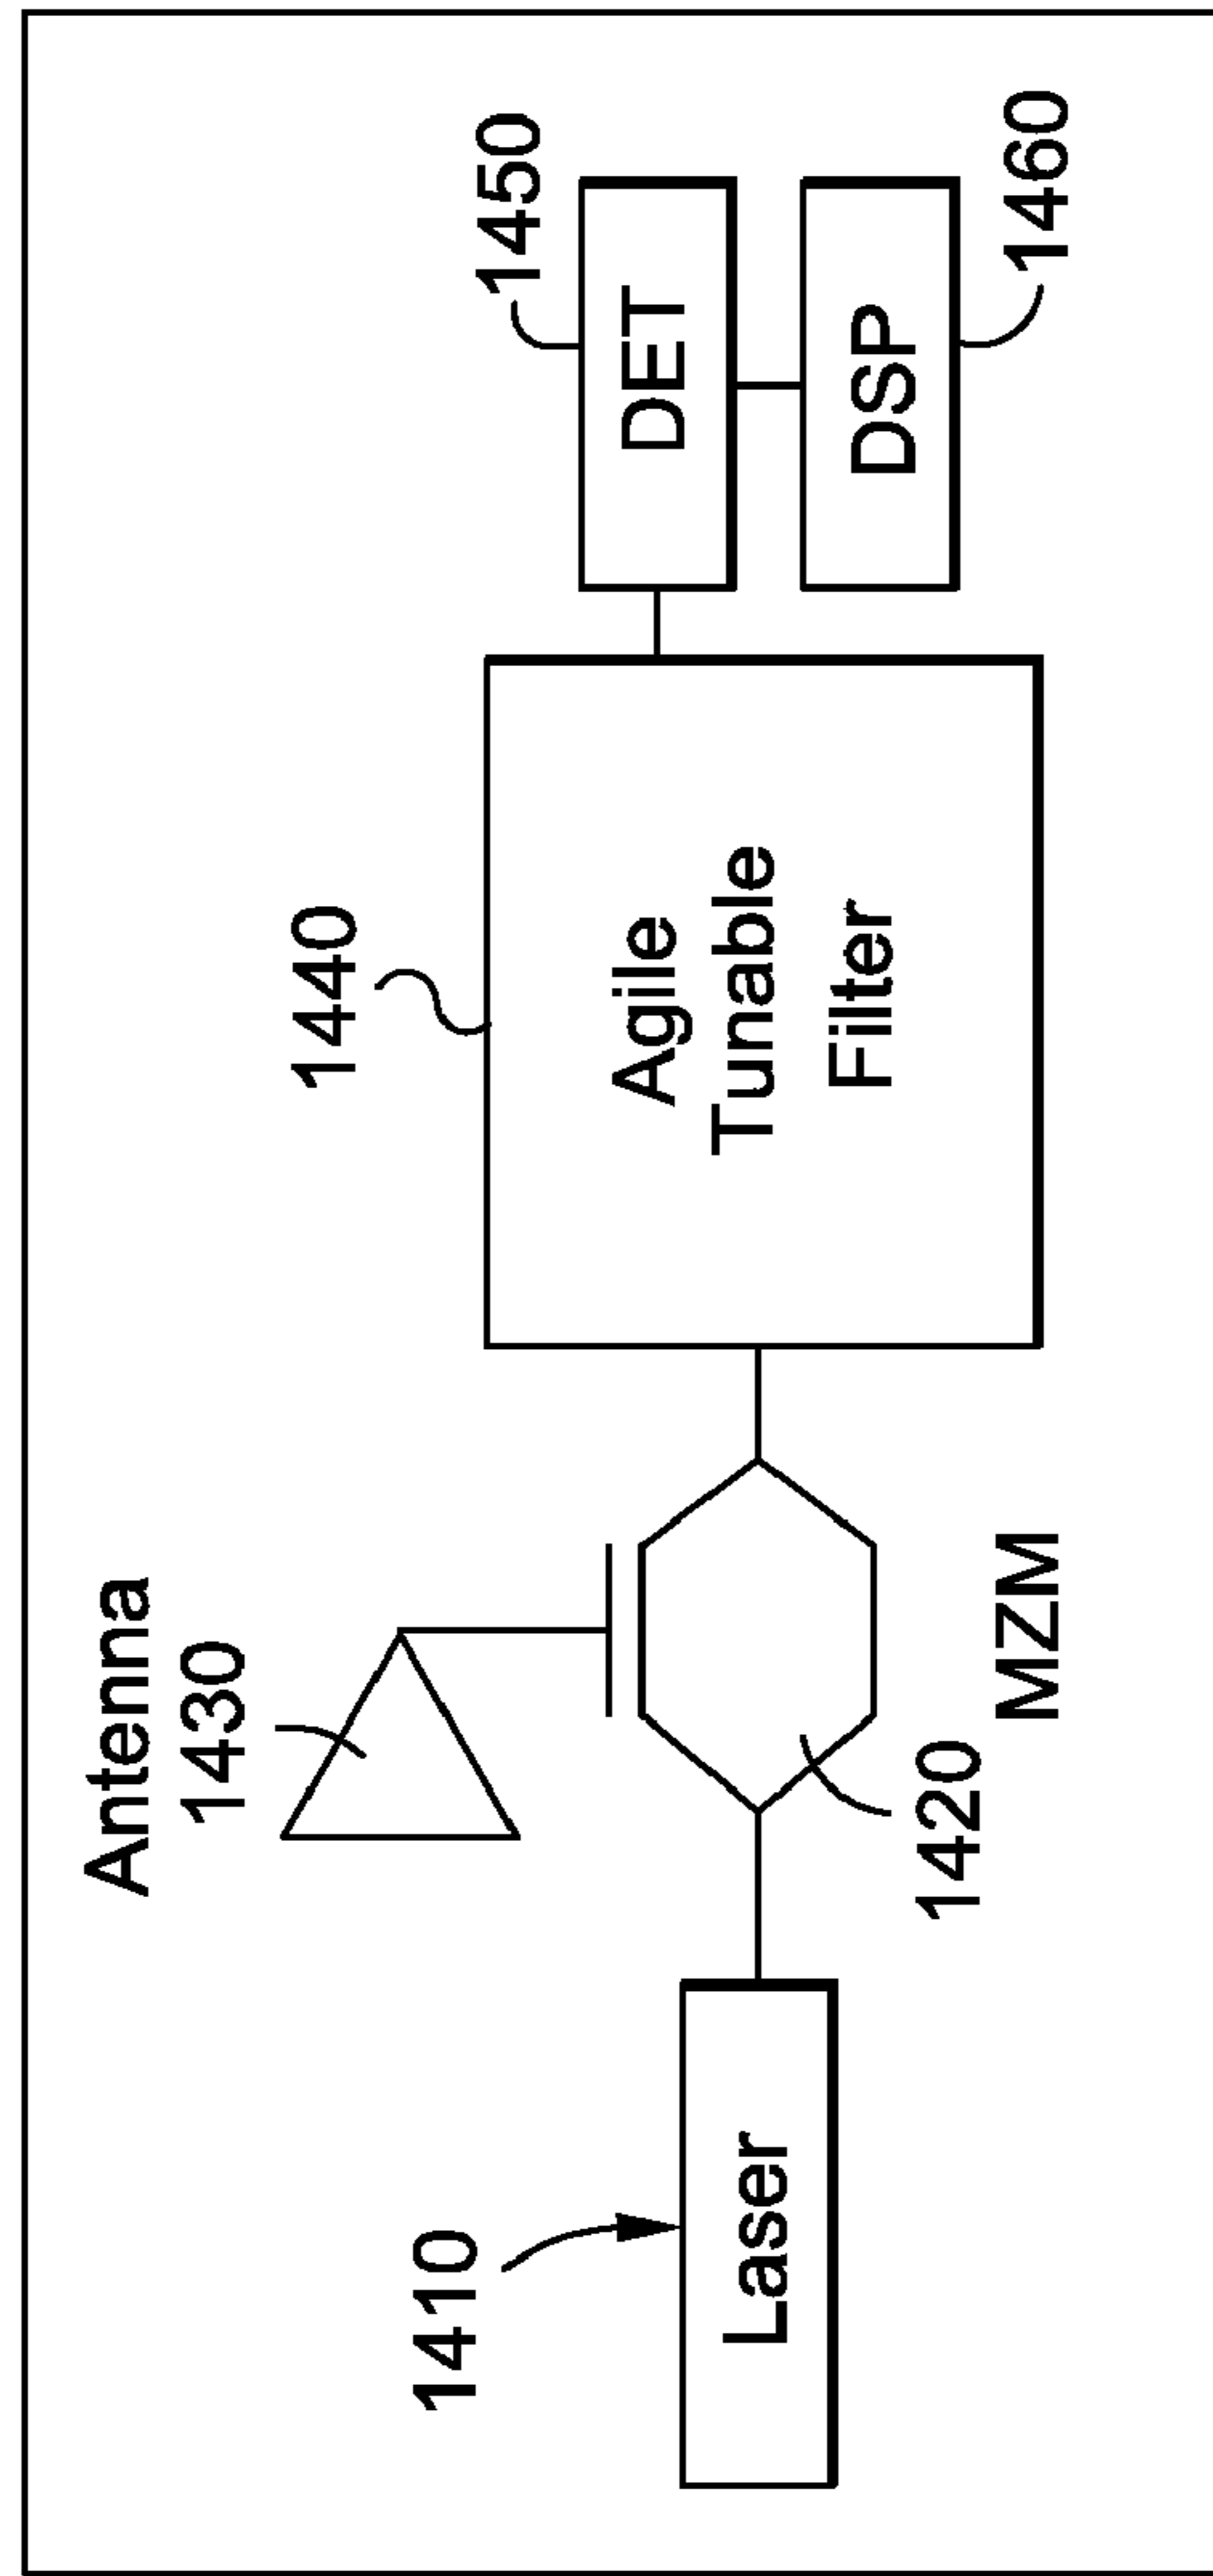 Antenna
1430
1440
1450
1410
Laser
Agile
Tunable
Filter
DET
DSP
1420
MZM
1460